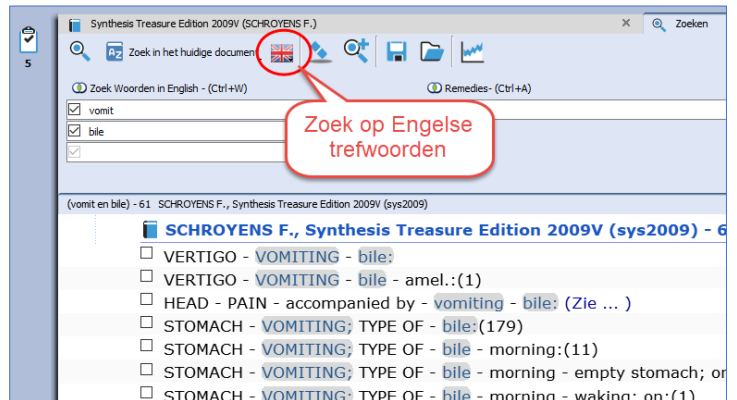 Synthesis Treasure Edition 2009V (SCHROYENS F.)
Zoeken
5
Zoek in het huidige document
Zoek Woorden in English - (Ctrl+W)
Remedies- (Ctrl+A)
vomit
bile
Zoek op Engelse
trefwoorden
(vomit en bile) - 61 SCHROYENS F., Synthesis Treasure Edition 2009V (sys2009)
SCHROYENS F., Synthesis Treasure Edition 2009V (sys2009) - 6
VERTIGO - VOMITING - bile:
VERTIGO - VOMITING - bile - amel.:(1)
HEAD - PAIN - accompanied by - vomiting - bile: (Zie ... )
STOMACH - VOMITING; TYPE OF - bile:(179)
STOMACH - VOMITING; TYPE OF - bile - morning:(11)
STOMACH - VOMITING; TYPE OF - bile - morning - empty stomach; or
STOMACH - VOMITING; TYPE OF - bile - morning - waking; on:(1)